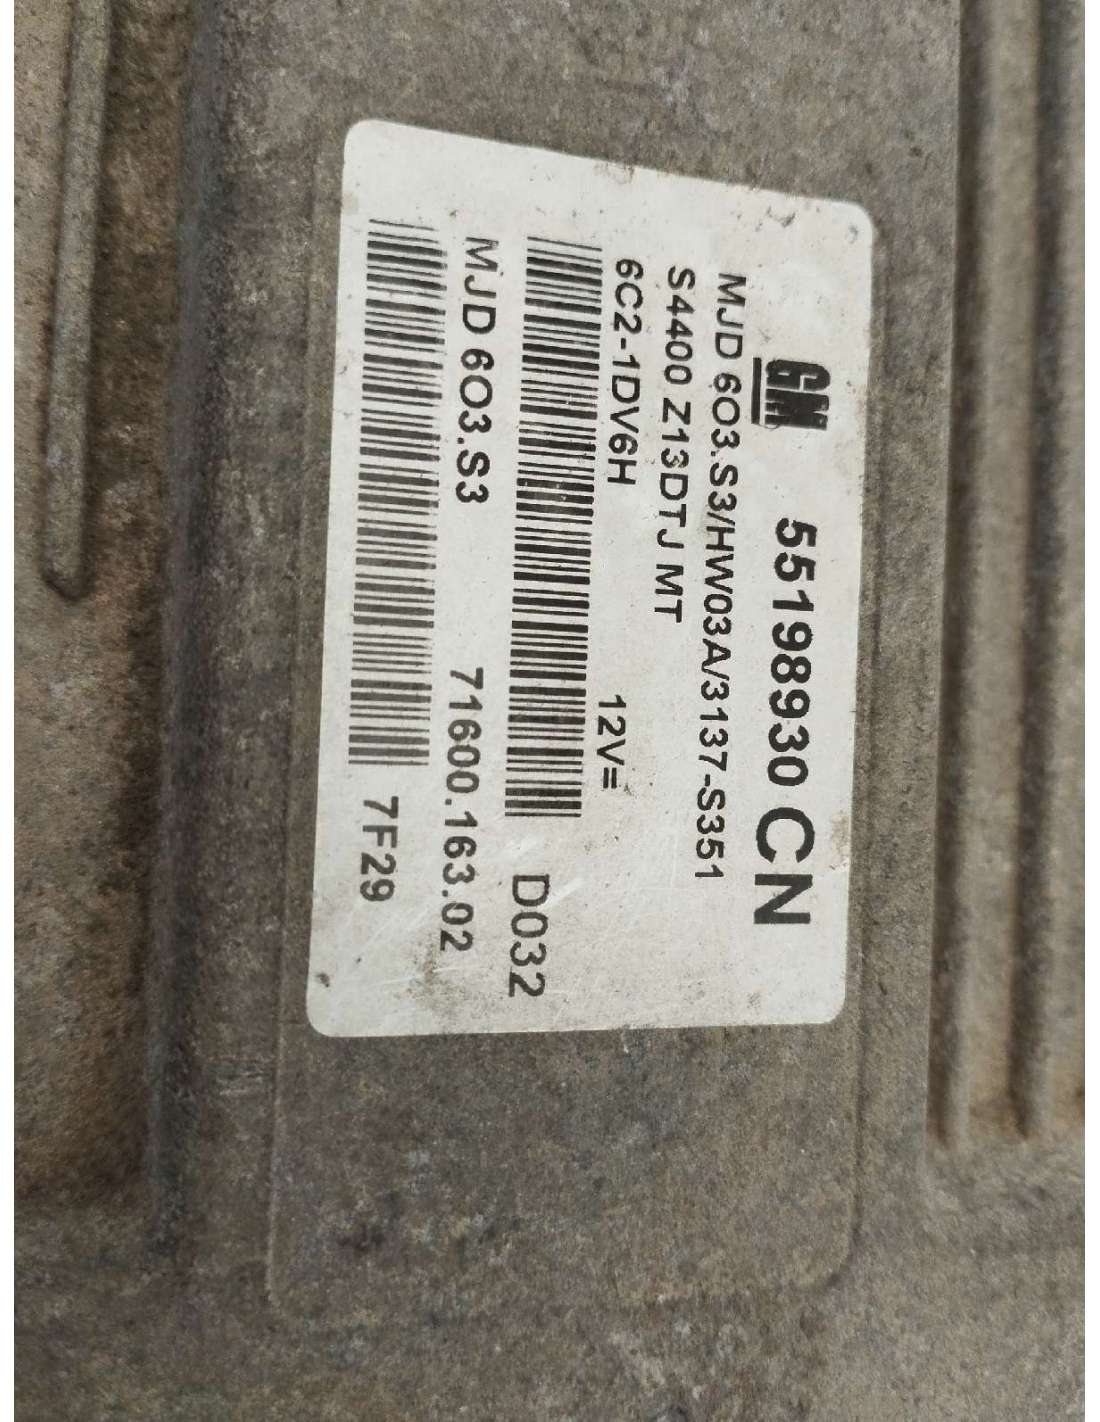 GM 55198930 CN
MJD 6O3.S3/HW03A/3137-S351
S4400 Z13DTJ MT
6C2-1DV6H 12V=
D032
MJD 6O3.S3 71600.163.02
7F29